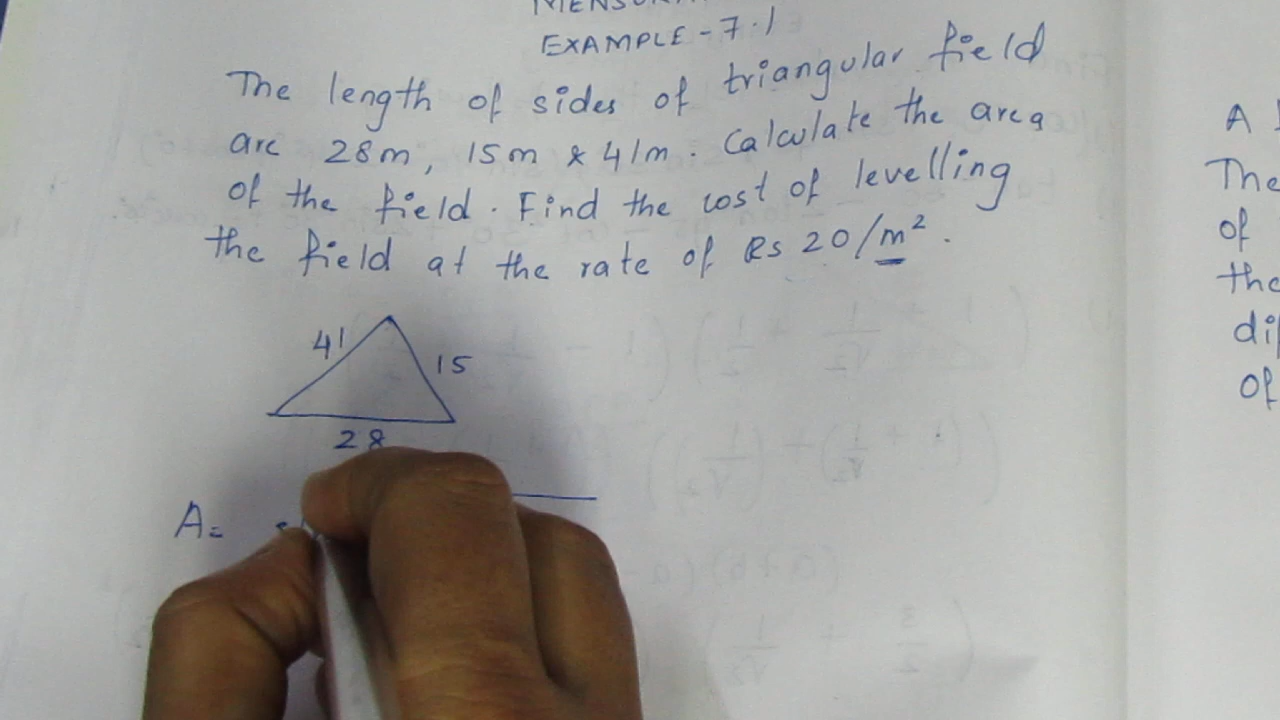 EXAMPLE - 7.1
The length of sides of triangular field
are 28m, 15m & 41m. Calculate the area
of the field. Find the cost of levelling
the field at the rate of Rs 20/m².
41
15
28
A=
A
The
of
the
of